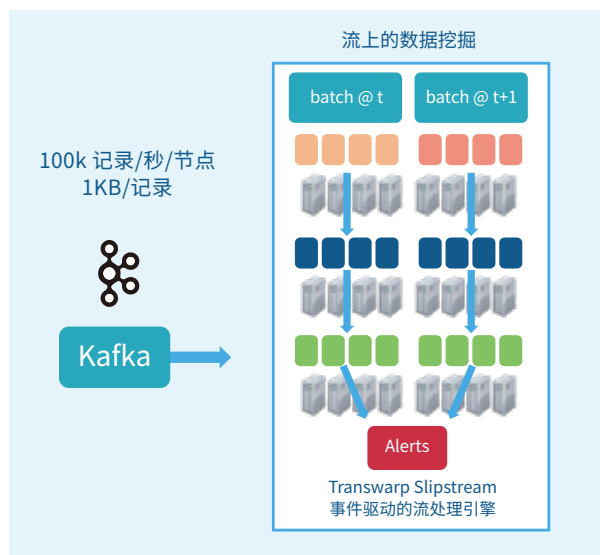 流上的数据挖掘
batch @ t
batch @ t+1
100k 记录/秒/节点
1KB/记录
Kafka
Alerts
Transwarp Slipstream
事件驱动的流处理引擎